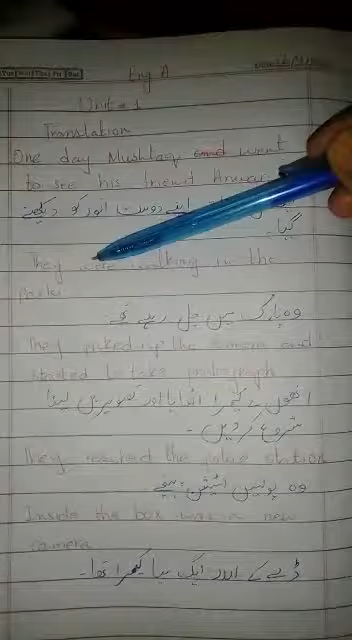 Eng A
Unit = 1
Translation
One day Mushtaq and went
to see his friend Anwar.
اپنے دوست انور کو دیکھنے
گیا۔
They were walking in the
park.
وہ پارک میں چل رہے تھے
They picked up the camera and
started to take photograph
انھوں نے کیمرا اٹھایا اور تصویریں لینا
شروع کر دیں۔
They reached the police station
وہ پولیس اسٹیشن پہنچے
Inside the box was a new
camera
ڈبے کے اندر ایک نیا کیمرا تھا۔